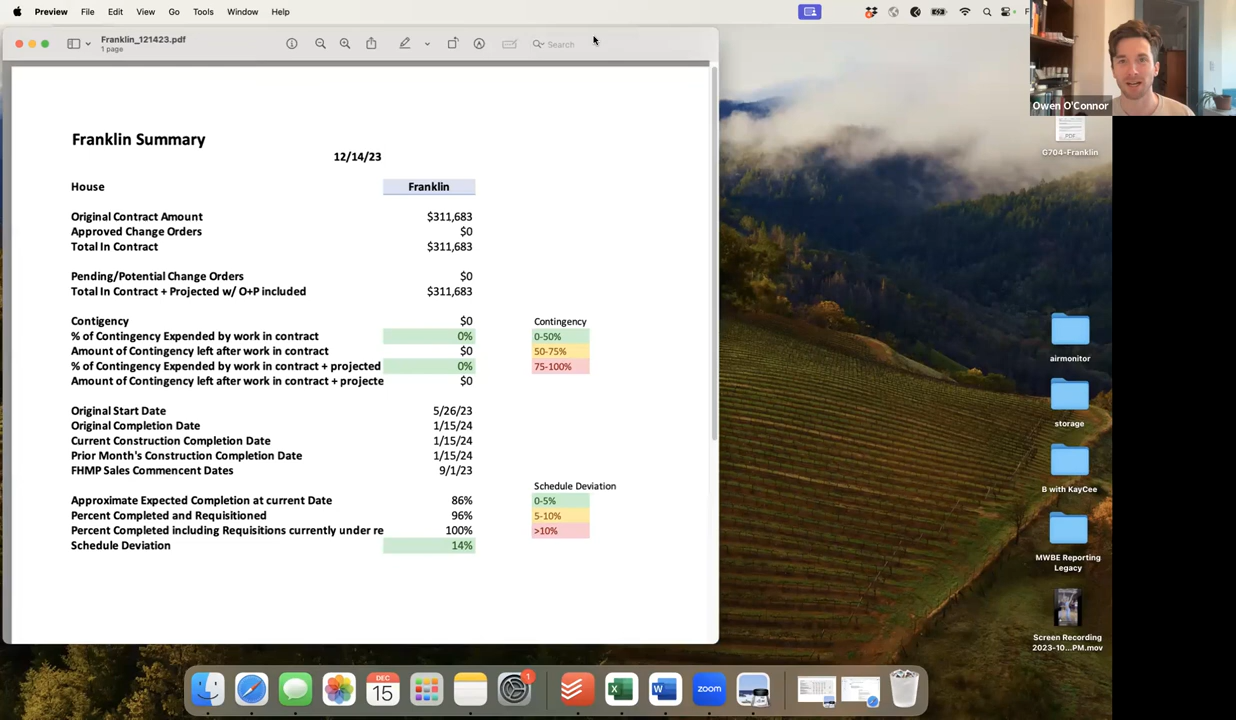 Preview File Edit View Go Tools Window Help
Franklin_121423.pdf
1 page
Search
Franklin Summary
12/14/23
House Franklin
Original Contract Amount $311,683
Approved Change Orders $0
Total In Contract $311,683
Pending/Potential Change Orders $0
Total In Contract + Projected w/ O+P included $311,683
Contigency $0 Contingency
% of Contingency Expended by work in contract 0% 0-50%
Amount of Contingency left after work in contract $0 50-75%
% of Contingency Expended by work in contract + projected 0% 75-100%
Amount of Contingency left after work in contract + projecte $0
Original Start Date 5/26/23
Original Completion Date 1/15/24
Current Construction Completion Date 1/15/24
Prior Month's Construction Completion Date 1/15/24
FHMP Sales Commencent Dates 9/1/23
Schedule Deviation
Approximate Expected Completion at current Date 86% 0-5%
Percent Completed and Requisitioned 96% 5-10%
Percent Completed including Requisitions currently under re 100% >10%
Schedule Deviation 14%
Owen O'Connor
PDF
G704-Franklin
airmonitor
storage
B with KayCee
MWBE Reporting
Legacy
Screen Recording
2023-10...PM.mov
DEC
15
zoom
1